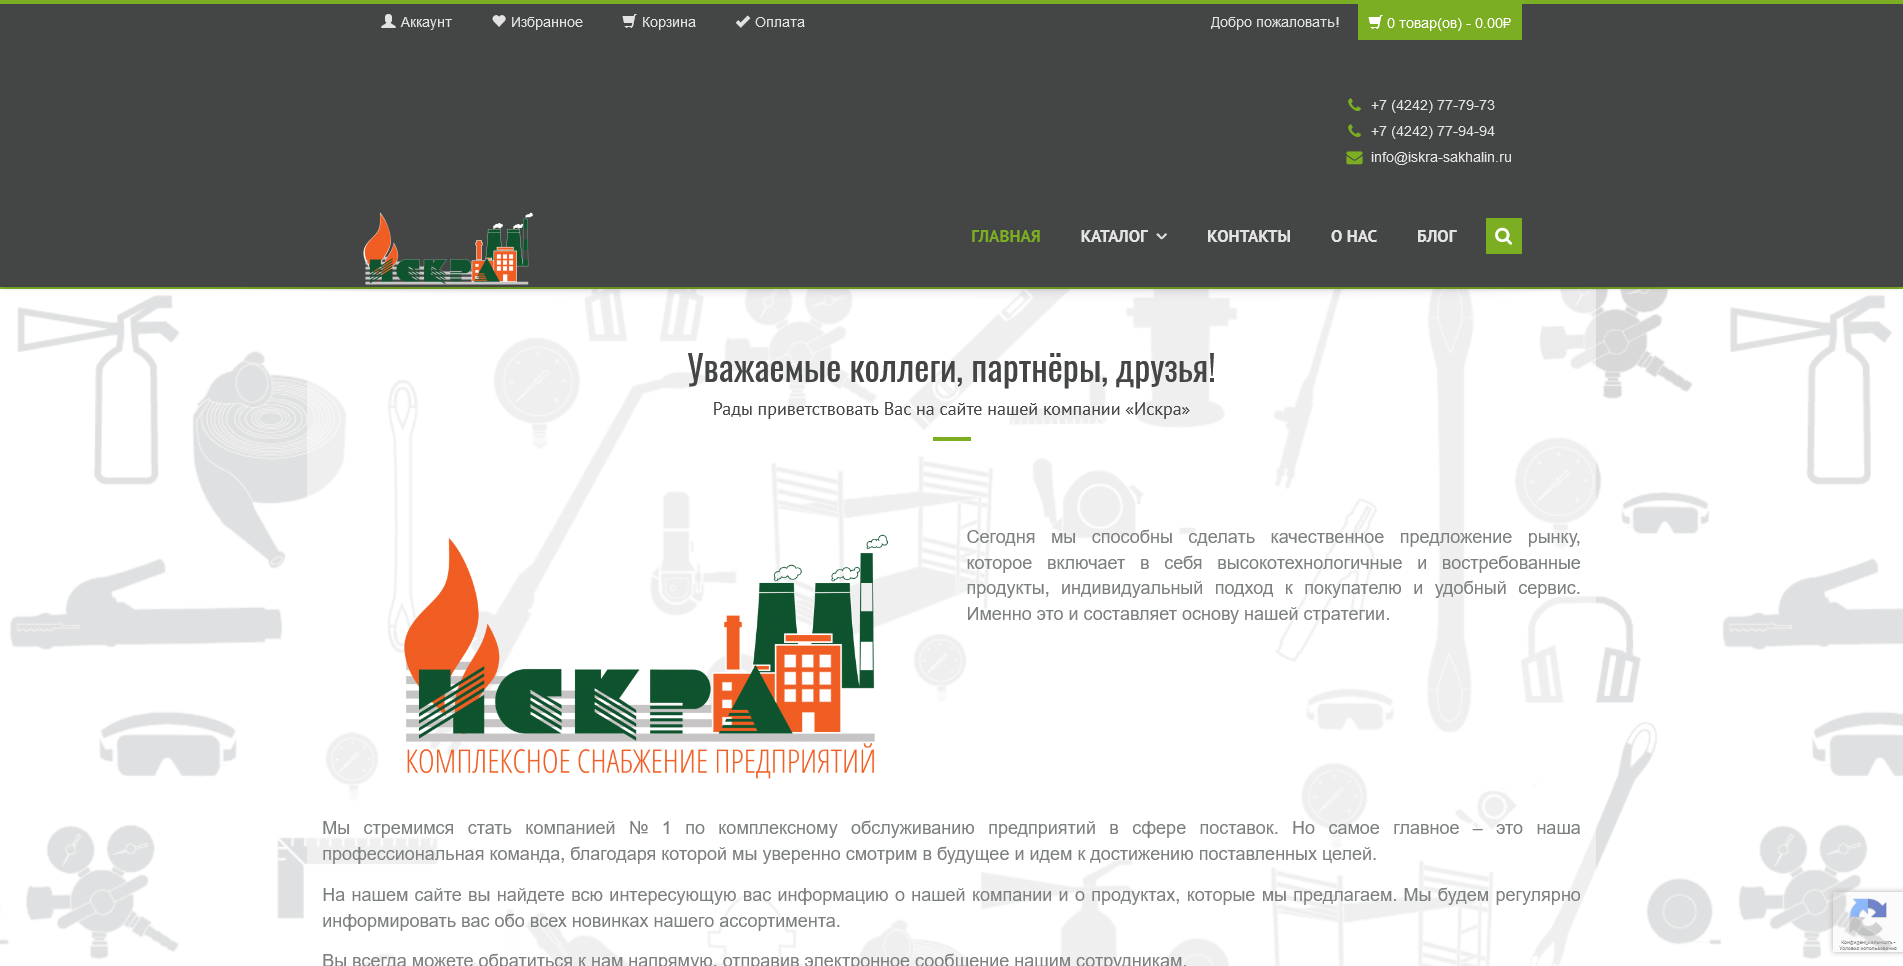 Аккаунт Избранное Корзина Оплата Добро пожаловать! 0 товар(ов) - 0.00₽
+7 (4242) 77-79-73
+7 (4242) 77-94-94
info@iskra-sakhalin.ru
ИСКРА
ГЛАВНАЯ КАТАЛОГ КОНТАКТЫ О НАС БЛОГ
Уважаемые коллеги, партнёры, друзья!
Рады приветствовать Вас на сайте нашей компании «Искра»
Сегодня мы способны сделать качественное предложение рынку,
которое включает в себя высокотехнологичные и востребованные
продукты, индивидуальный подход к покупателю и удобный сервис.
Именно это и составляет основу нашей стратегии.
ИСКРА
КОМПЛЕКСНОЕ СНАБЖЕНИЕ ПРЕДПРИЯТИЙ
Мы стремимся стать компанией № 1 по комплексному обслуживанию предприятий в сфере поставок. Но самое главное – это наша
профессиональная команда, благодаря которой мы уверенно смотрим в будущее и идем к достижению поставленных целей.
На нашем сайте вы найдете всю интересующую вас информацию о нашей компании и о продуктах, которые мы предлагаем. Мы будем регулярно
информировать вас обо всех новинках нашего ассортимента.
Вы всегда можете обратиться к нам напрямую, отправив электронное сообщение нашим сотрудникам.
Конфиденциальность -
Условия использования